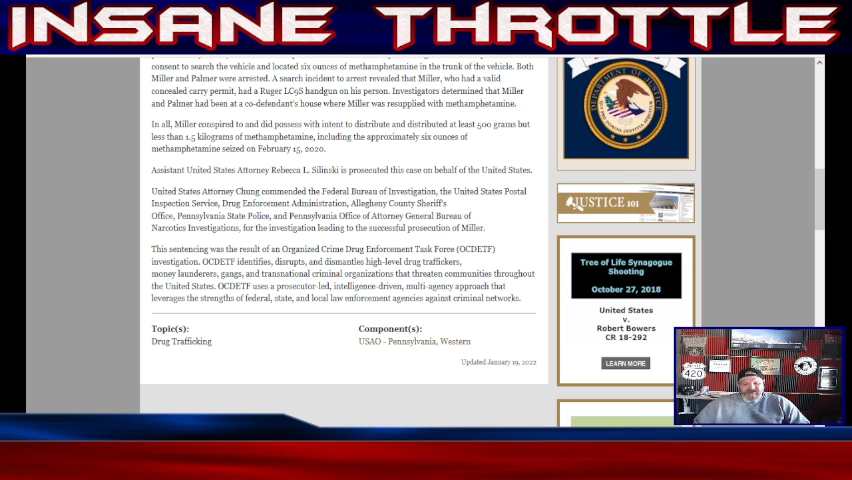 INSANE THROTTLE
consent to search the vehicle and located six ounces of methamphetamine in the trunk of the vehicle. Both
Miller and Palmer were arrested. A search incident to arrest revealed that Miller, who had a valid
concealed carry permit, had a Ruger LC9S handgun on his person. Investigators determined that Miller
and Palmer had been at a co-defendant's house where Miller was resupplied with methamphetamine.
In all, Miller conspired to and did possess with intent to distribute and distributed at least 500 grams but
less than 1.5 kilograms of methamphetamine, including the approximately six ounces of
methamphetamine seized on February 15, 2020.
Assistant United States Attorney Rebecca L. Silinski is prosecuted this case on behalf of the United States.
United States Attorney Chung commended the Federal Bureau of Investigation, the United States Postal
Inspection Service, Drug Enforcement Administration, Allegheny County Sheriff's
Office, Pennsylvania State Police, and Pennsylvania Office of Attorney General Bureau of
Narcotics Investigations, for the investigation leading to the successful prosecution of Miller.
This sentencing was the result of an Organized Crime Drug Enforcement Task Force (OCDETF)
investigation. OCDETF identifies, disrupts, and dismantles high-level drug traffickers,
money launderers, gangs, and transnational criminal organizations that threaten communities throughout
the United States. OCDETF uses a prosecutor-led, intelligence-driven, multi-agency approach that
leverages the strengths of federal, state, and local law enforcement agencies against criminal networks.
Topic(s):
Drug Trafficking
Component(s):
USAO - Pennsylvania, Western
Updated January 19, 2022
DEPARTMENT OF JUSTICE
JUSTICE 101
Tree of Life Synagogue
Shooting
October 27, 2018
United States
v.
Robert Bowers
CR 18-292
LEARN MORE
420